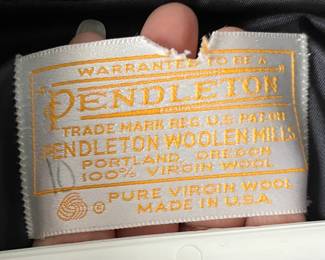 WARRANTED TO BE A
"PENDLETON"
TRADE MARK REG. U.S. PAT. OFF.
PENDLETON WOOLEN MILLS
PORTLAND, OREGON
100% VIRGIN WOOL
10
PURE VIRGIN WOOL
MADE IN U.S.A.